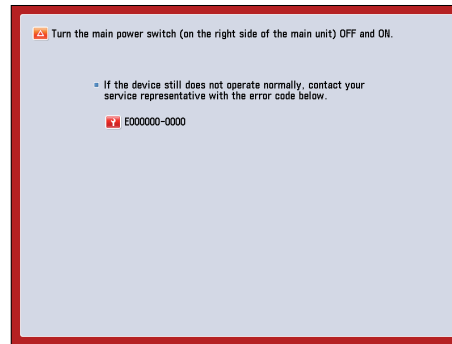 Turn the main power switch (on the right side of the main unit) OFF and ON.
If the device still does not operate normally, contact your
service representative with the error code below.
E000000-0000